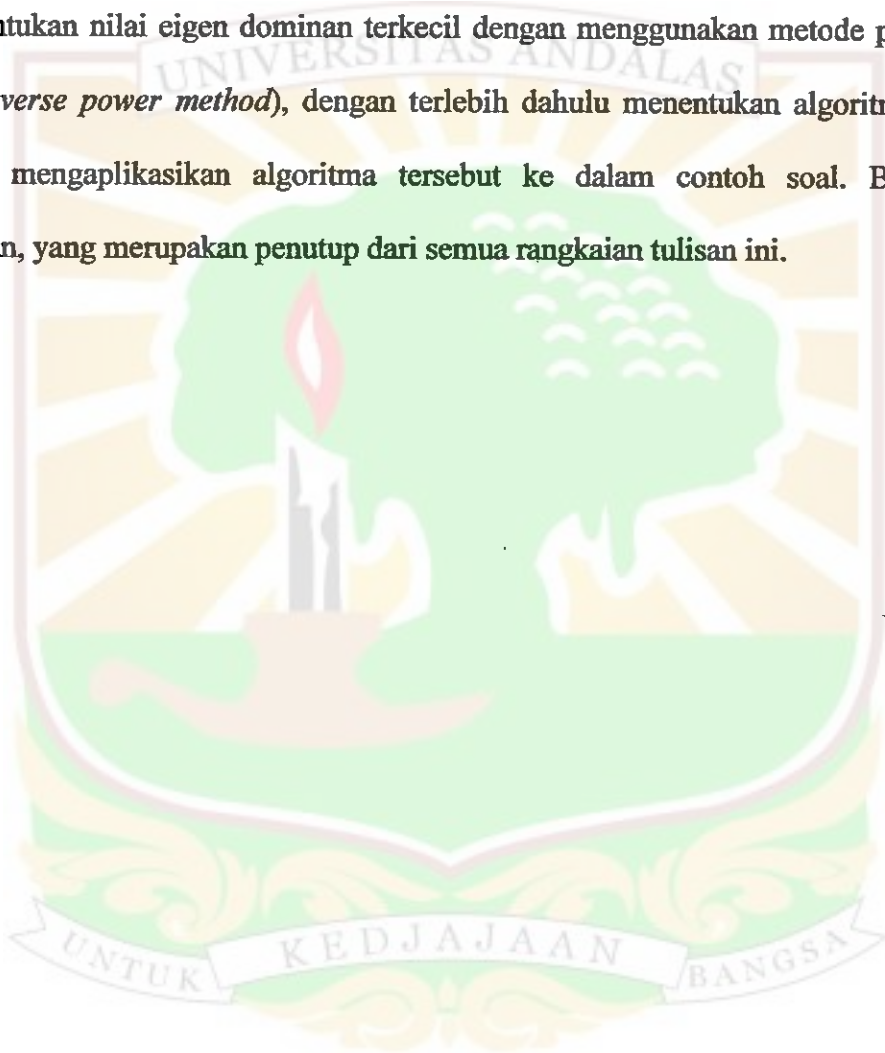 UNIVERSITAS ANDALAS
ntukan nilai eigen dominan terkecil dengan menggunakan metode p
verse power method), dengan terlebih dahulu menentukan algoritn
mengaplikasikan algoritma tersebut ke dalam contoh soal. B
n, yang merupakan penutup dari semua rangkaian tulisan ini.
UNTUK KEDJAJAAN BANGSA